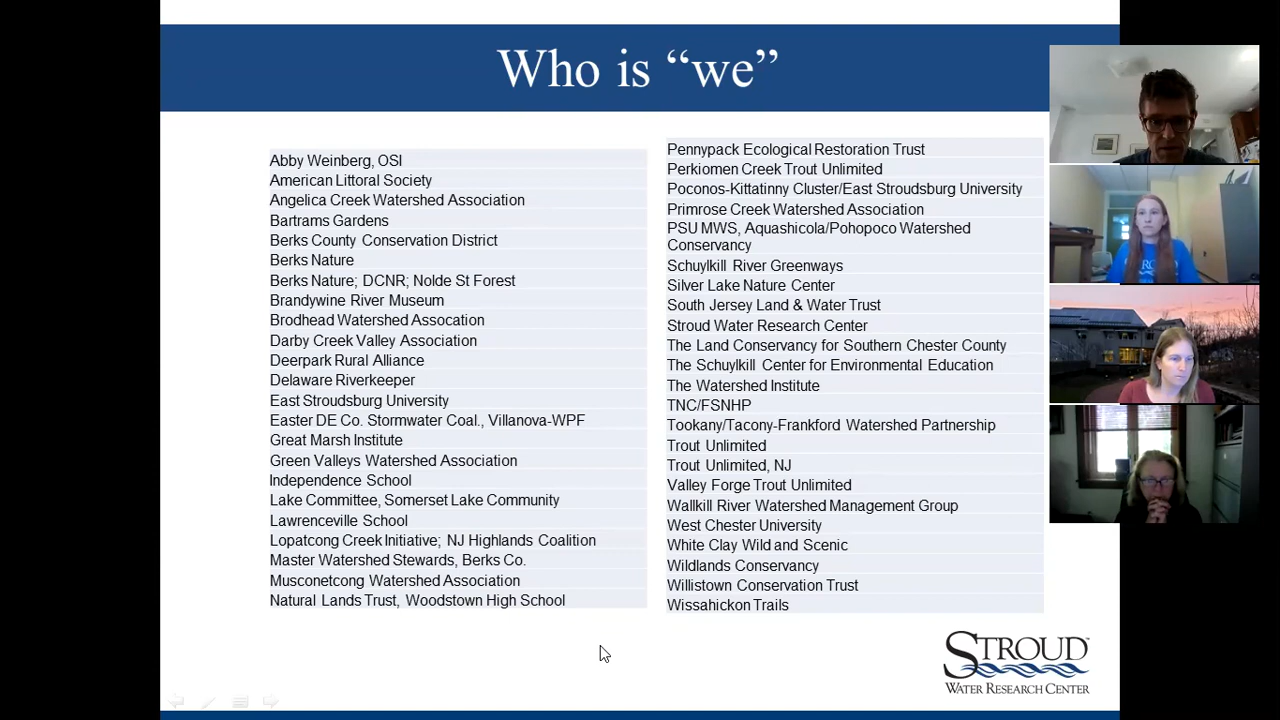 Who is “we”
Abby Weinberg, OSI
American Littoral Society
Angelica Creek Watershed Association
Bartrams Gardens
Berks County Conservation District
Berks Nature
Berks Nature; DCNR; Nolde St Forest
Brandywine River Museum
Brodhead Watershed Assocation
Darby Creek Valley Association
Deerpark Rural Alliance
Delaware Riverkeeper
East Stroudsburg University
Easter DE Co. Stormwater Coal., Villanova-WPF
Great Marsh Institute
Green Valleys Watershed Association
Independence School
Lake Committee, Somerset Lake Community
Lawrenceville School
Lopatcong Creek Initiative; NJ Highlands Coalition
Master Watershed Stewards, Berks Co.
Musconetcong Watershed Association
Natural Lands Trust, Woodstown High School
Pennypack Ecological Restoration Trust
Perkiomen Creek Trout Unlimited
Poconos-Kittatinny Cluster/East Stroudsburg University
Primrose Creek Watershed Association
PSU MWS, Aquashicola/Pohopoco Watershed
Conservancy
Schuylkill River Greenways
Silver Lake Nature Center
South Jersey Land & Water Trust
Stroud Water Research Center
The Land Conservancy for Southern Chester County
The Schuylkill Center for Environmental Education
The Watershed Institute
TNC/FSNHP
Tookany/Tacony-Frankford Watershed Partnership
Trout Unlimited
Trout Unlimited, NJ
Valley Forge Trout Unlimited
Wallkill River Watershed Management Group
West Chester University
White Clay Wild and Scenic
Wildlands Conservancy
Willistown Conservation Trust
Wissahickon Trails
STROUD
WATER RESEARCH CENTER